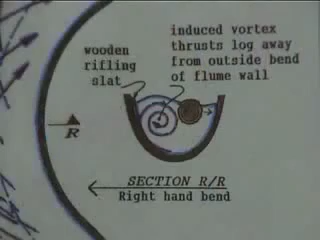 induced vortex
thrusts log away
from outside bend
of flume wall
wooden
rifling
slat
R
SECTION R/R
Right hand bend